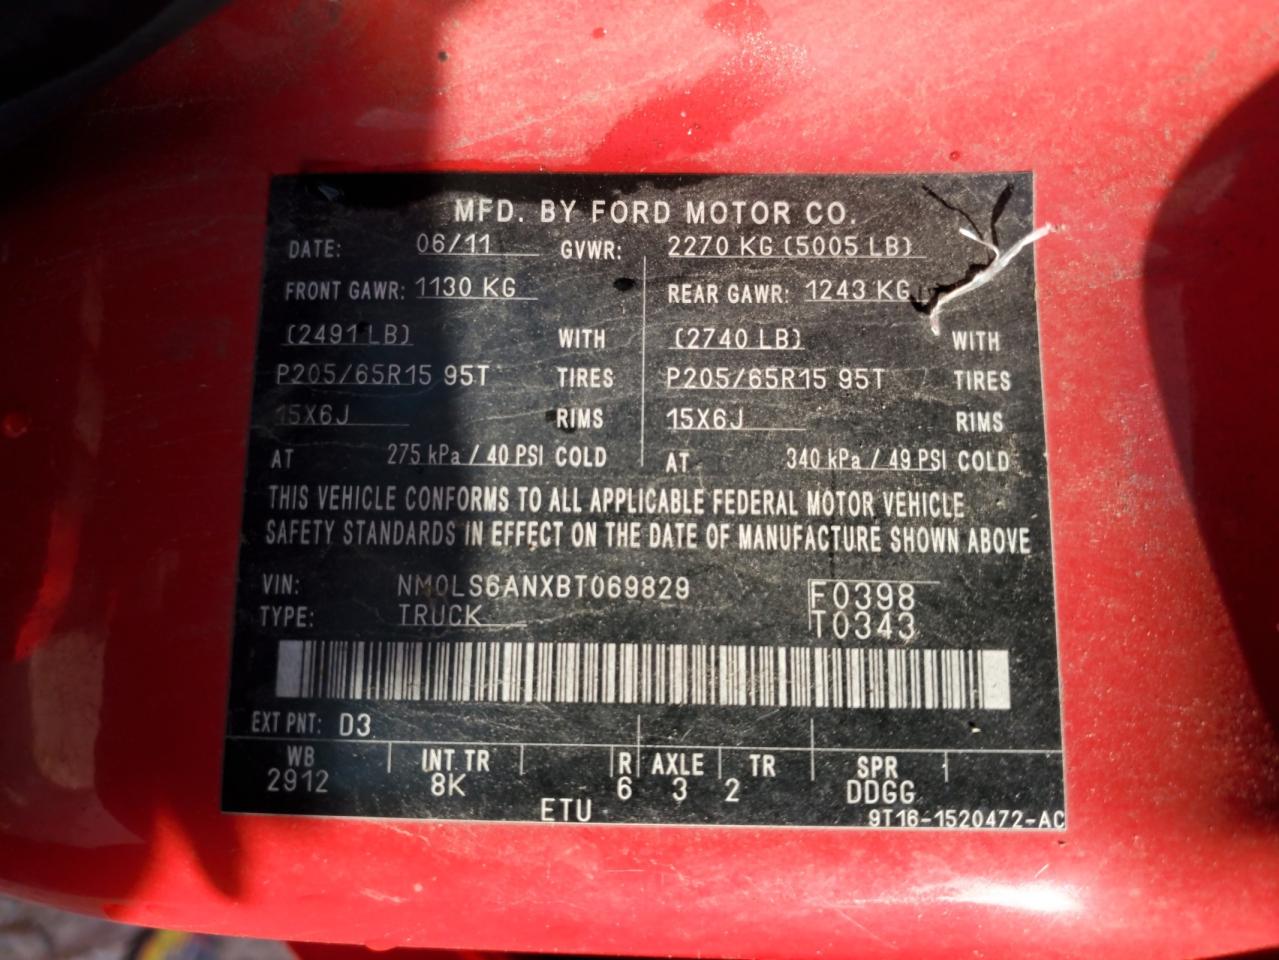 MFD. BY FORD MOTOR CO.
DATE: 06/11 GVWR: 2270 KG (5005 LB)
FRONT GAWR: 1130 KG REAR GAWR: 1243 KG
(2491 LB) WITH (2740 LB) WITH
P205/65R15 95T TIRES P205/65R15 95T TIRES
15X6J RIMS 15X6J RIMS
AT 275 kPa / 40 PSI COLD AT 340 kPa / 49 PSI COLD
THIS VEHICLE CONFORMS TO ALL APPLICABLE FEDERAL MOTOR VEHICLE
SAFETY STANDARDS IN EFFECT ON THE DATE OF MANUFACTURE SHOWN ABOVE
VIN: NM0LS6ANXBT069829 F0398
TYPE: TRUCK T0343
EXT PNT: D3
WB INT TR R AXLE TR SPR
2912 8K 6 3 2 DDGG
ETU 9T16-1520472-AC